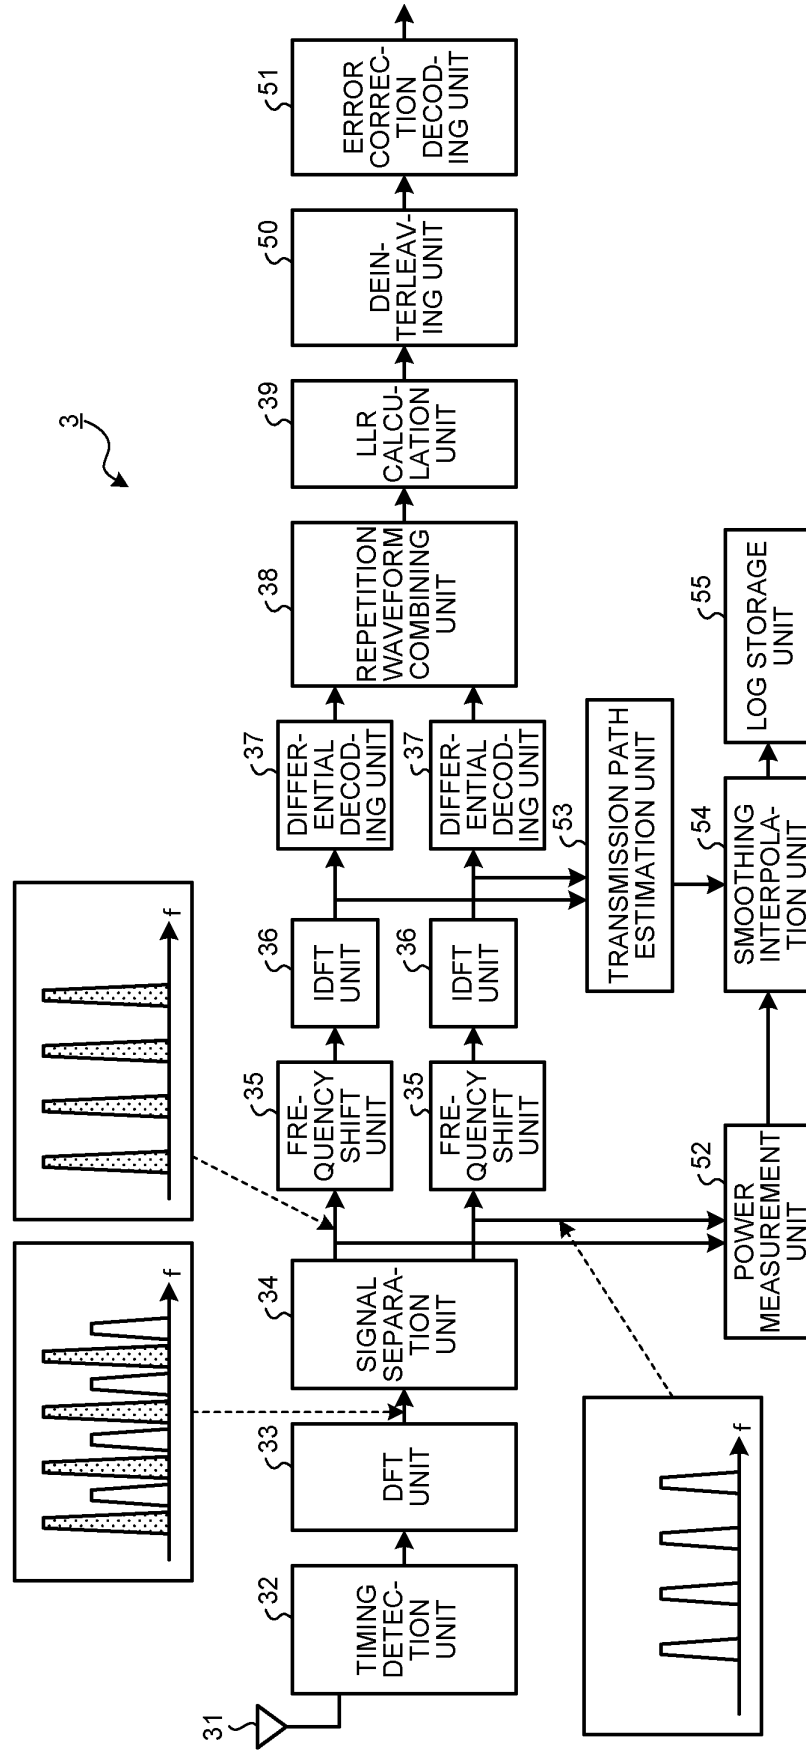 3
f
f
f
31
32
TIMING
DETEC-
TION
UNIT
33
DFT
UNIT
34
SIGNAL
SEPARA-
TION
UNIT
35
FRE-
QUENCY
SHIFT
UNIT
36
IDFT
UNIT
37
DIFFER-
ENTIAL
DECOD-
ING UNIT
35
FRE-
QUENCY
SHIFT
UNIT
36
IDFT
UNIT
37
DIFFER-
ENTIAL
DECOD-
ING UNIT
38
REPETITION
WAVEFORM
COMBINING
UNIT
39
LLR
CALCU-
LATION
UNIT
50
DEIN-
TERLEAV-
ING UNIT
51
ERROR
CORREC-
TION
DECOD-
ING UNIT
52
POWER
MEASUREMENT
UNIT
53
TRANSMISSION PATH
ESTIMATION UNIT
54
SMOOTHING
INTERPOLA-
TION UNIT
55
LOG STORAGE
UNIT